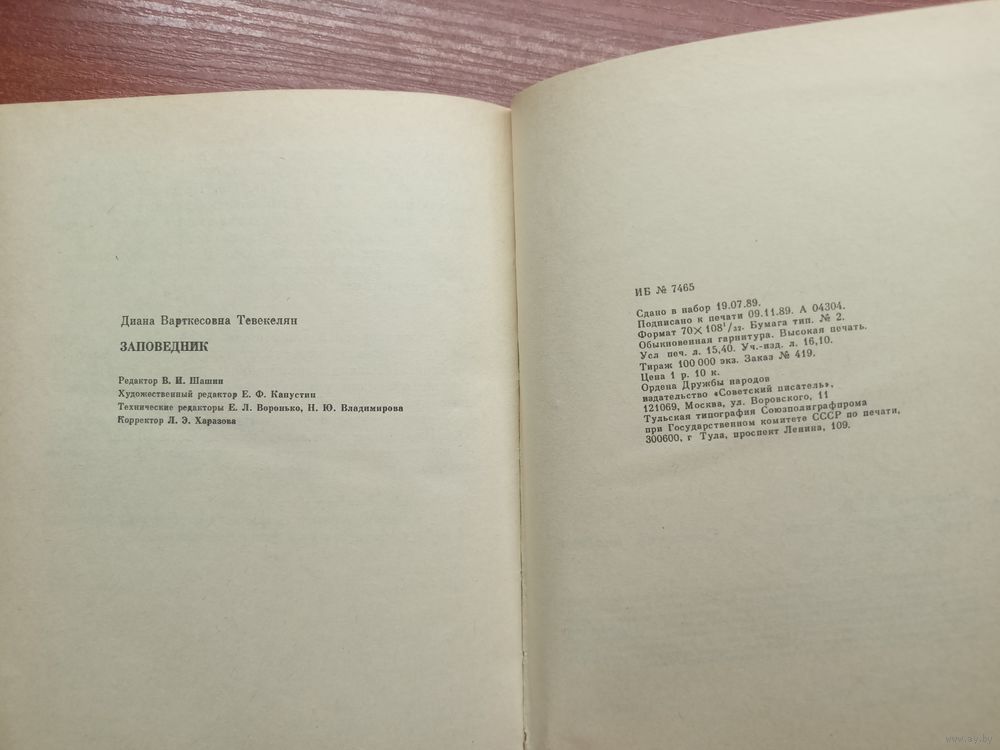 Диана Варткесовна Тевекелян
ЗАПОВЕДНИК
Редактор В. И. Шашин
Художественный редактор Е. Ф. Капустин
Технические редакторы Е. Л. Воронько, Н. Ю. Владимирова
Корректор Л. Э. Харазова
ИБ № 7465
Сдано в набор 19.07.89.
Подписано к печати 09.11.89. А 04304.
Формат 70×108¹/₃₂. Бумага тип. № 2.
Обыкновенная гарнитура. Высокая печать.
Усл печ. л. 15,40. Уч.-изд. л. 16,10.
Тираж 100 000 экз. Заказ № 419.
Цена 1 р. 10 к.
Ордена Дружбы народов
издательство «Советский писатель»,
121069, Москва, ул. Воровского, 11
Тульская типография Союзполиграфпрома
при Государственном комитете СССР по печати,
300600, г Тула, проспект Ленина, 109.
www.ay.by